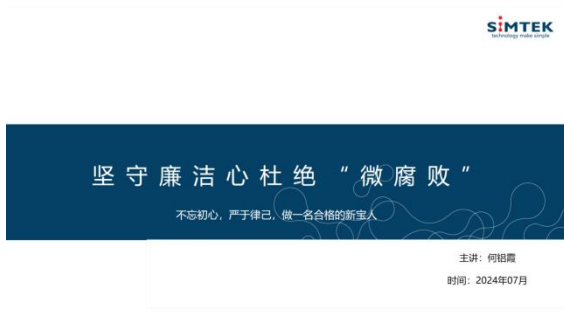 SiMTEK
technology make simple
坚守廉洁心杜绝“微腐败”
不忘初心，严于律己，做一名合格的新宝人
主讲：何铝霞
时间：2024年07月